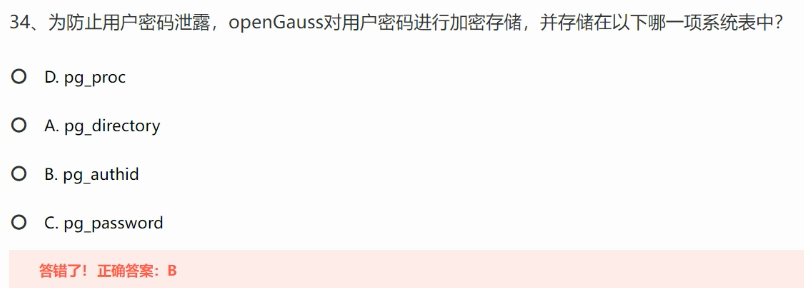 34、为防止用户密码泄露，openGauss对用户密码进行加密存储，并存储在以下哪一项系统表中？
D. pg_proc
A. pg_directory
B. pg_authid
C. pg_password
答错了！正确答案：B